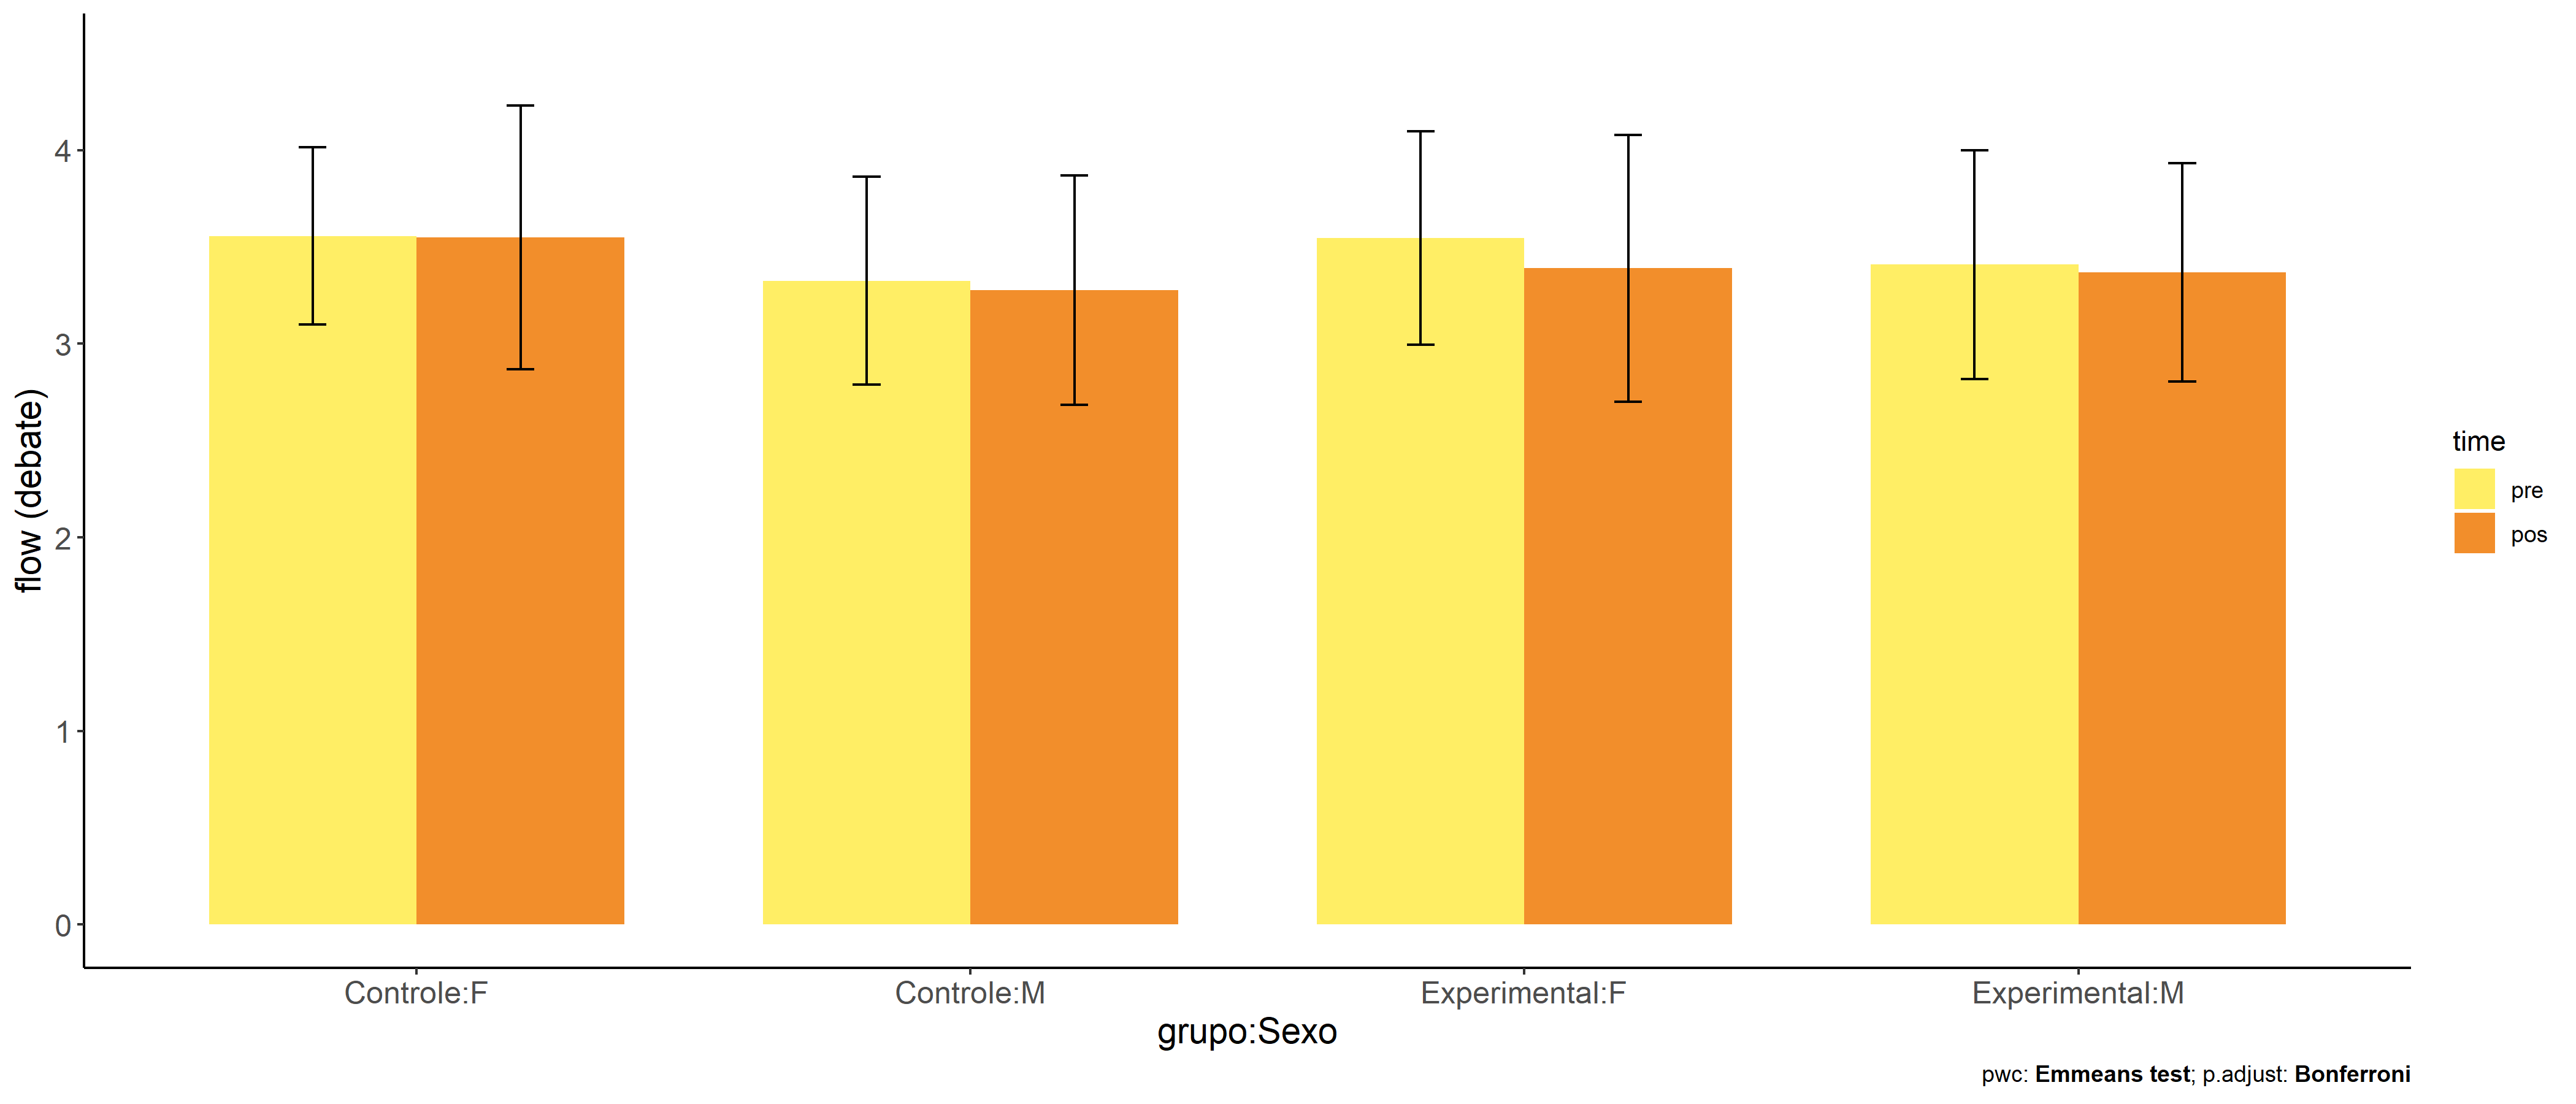 flow (debate)
4
3
2
1
0
Controle:F
Controle:M
Experimental:F
Experimental:M
grupo:Sexo
time
pre
pos
pwc: Emmeans test; p.adjust: Bonferroni